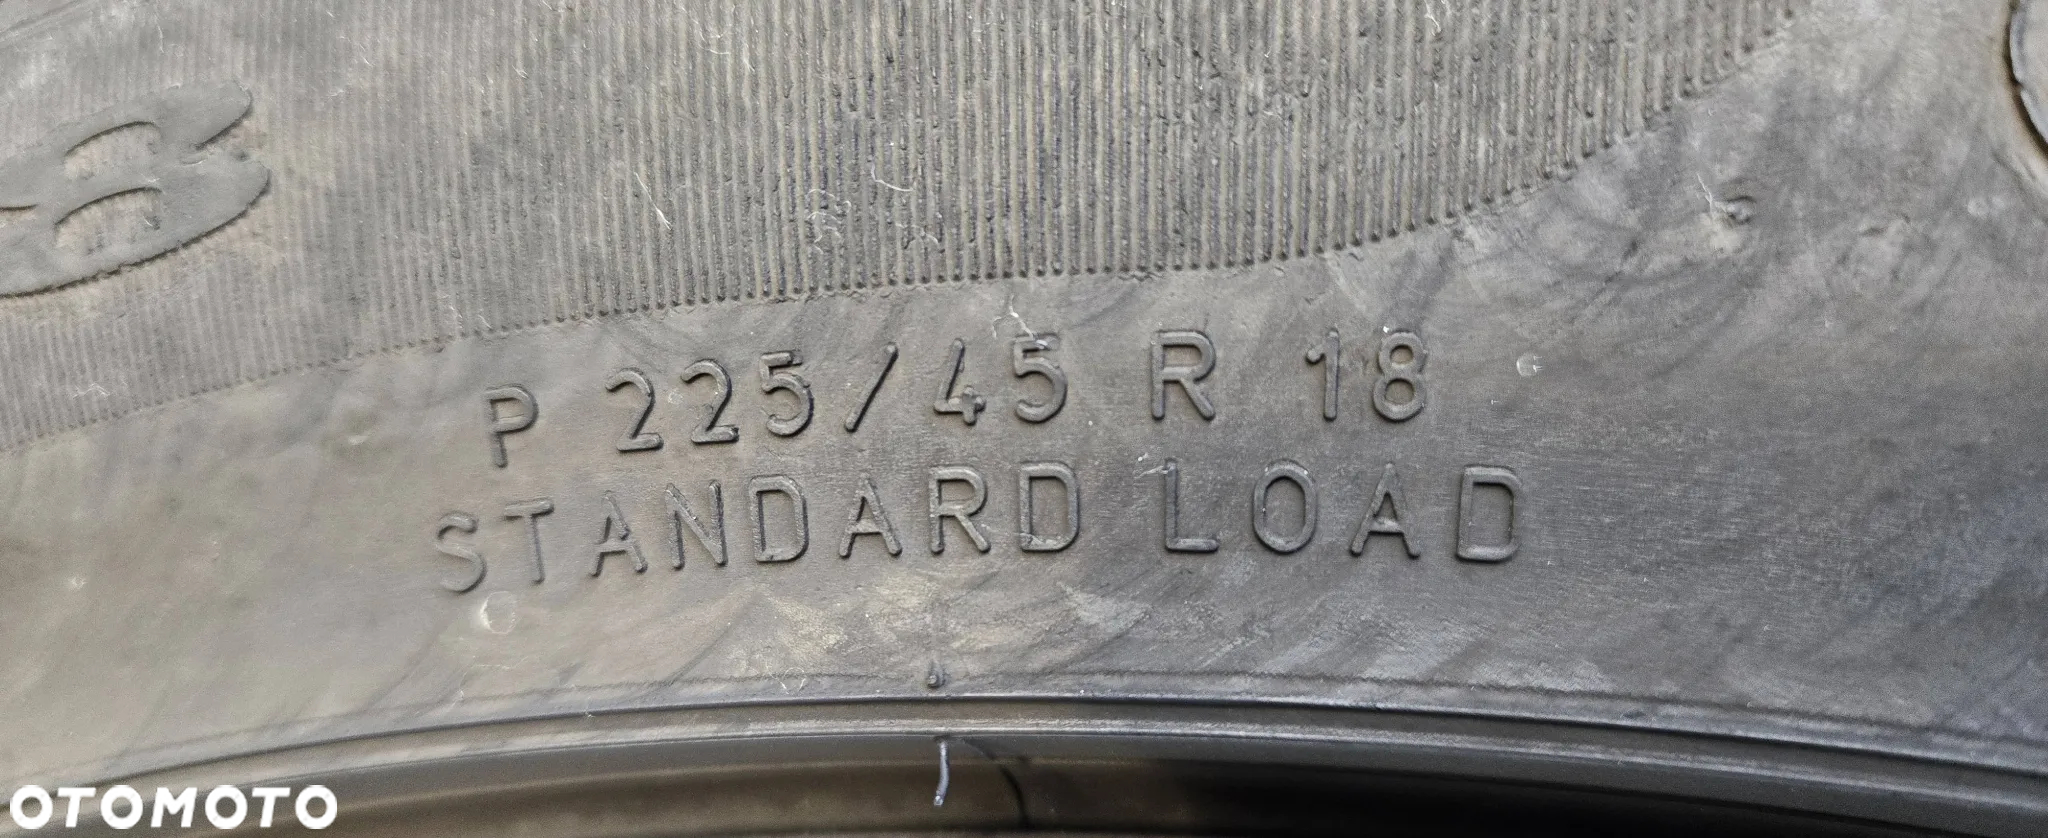 P 225/45 R 18
STANDARD LOAD
OTOMOTO